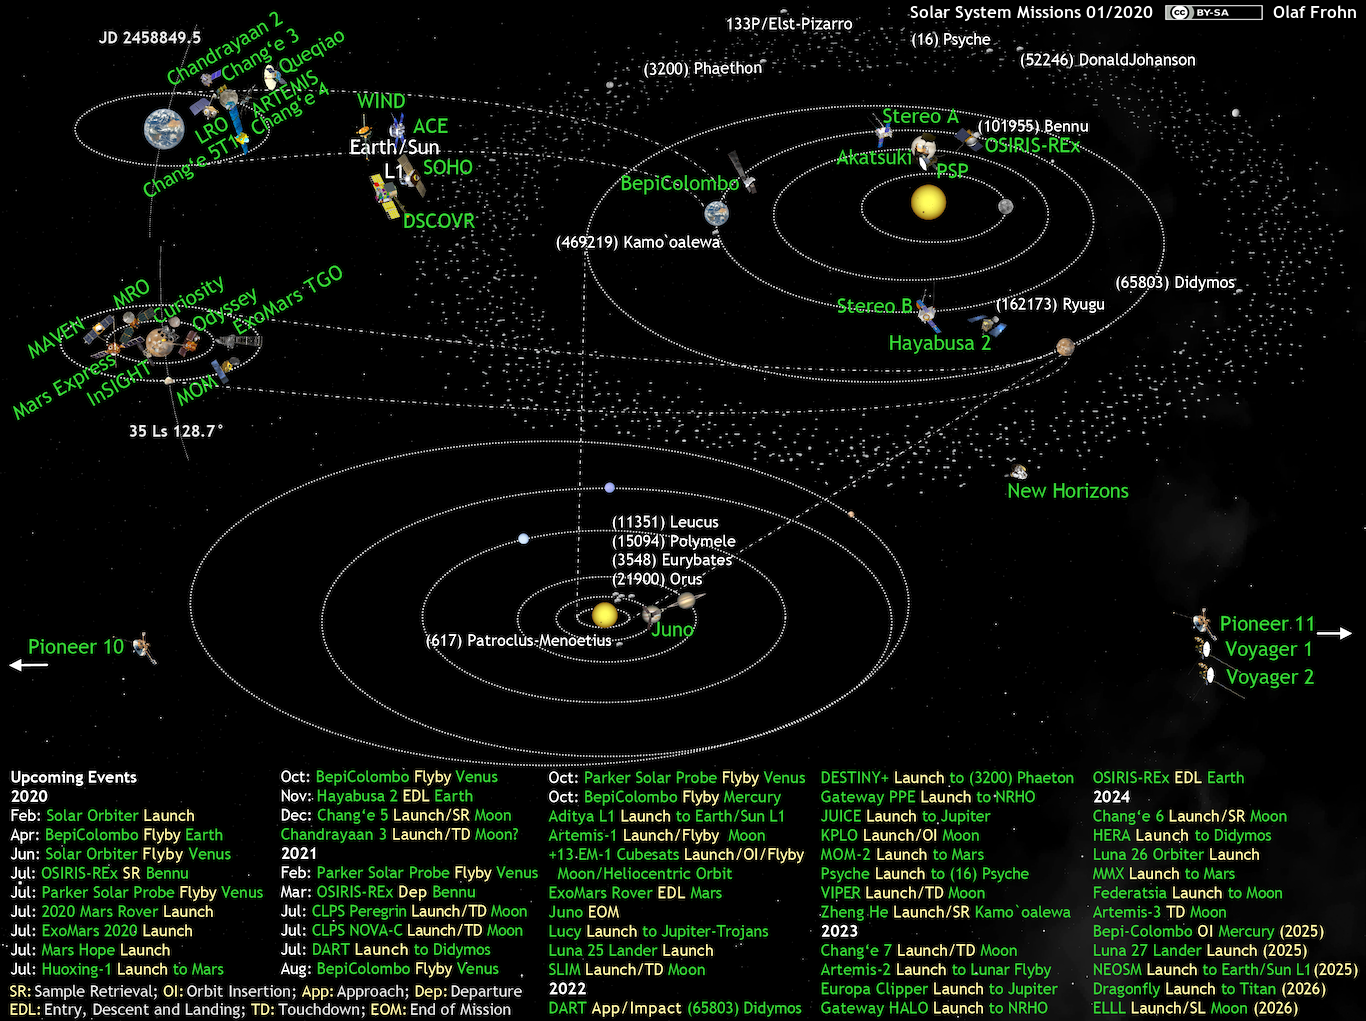 Solar System Missions 01/2020 cc BY-SA Olaf Frohn
JD 2458849.5
133P/Elst-Pizarro
(16) Psyche
(52246) DonaldJohanson
(3200) Phaethon
Chandrayaan 2
Chang‘e 3
Queqiao
ARTEMIS
Chang‘e 4
LRO
Chang‘e 5T1
WIND
ACE
Earth/Sun
L1
SOHO
DSCOVR
Stereo A
(101955) Bennu
OSIRIS-REx
Akatsuki
PSP
BepiColombo
(469219) Kamo`oalewa
(65803) Didymos
Stereo B
(162173) Ryugu
Hayabusa 2
MRO
Curiosity
Odyssey
ExoMars TGO
MAVEN
Mars Express
InSIGHT
MOM
35 Ls 128.7°
New Horizons
(11351) Leucus
(15094) Polymele
(3548) Eurybates
(21900) Orus
Juno
(617) Patroclus-Menoetius
Pioneer 10
Pioneer 11
Voyager 1
Voyager 2
Upcoming Events
2020
Feb: Solar Orbiter Launch
Apr: BepiColombo Flyby Earth
Jun: Solar Orbiter Flyby Venus
Jul: OSIRIS-REx SR Bennu
Jul: Parker Solar Probe Flyby Venus
Jul: 2020 Mars Rover Launch
Jul: ExoMars 2020 Launch
Jul: Mars Hope Launch
Jul: Huoxing-1 Launch to Mars
Oct: BepiColombo Flyby Venus
Nov: Hayabusa 2 EDL Earth
Dec: Chang‘e 5 Launch/SR Moon
Chandrayaan 3 Launch/TD Moon?
2021
Feb: Parker Solar Probe Flyby Venus
Mar: OSIRIS-REx Dep Bennu
Jul: CLPS Peregrin Launch/TD Moon
Jul: CLPS NOVA-C Launch/TD Moon
Jul: DART Launch to Didymos
Aug: BepiColombo Flyby Venus
Oct: Parker Solar Probe Flyby Venus
Oct: BepiColombo Flyby Mercury
Aditya L1 Launch to Earth/Sun L1
Artemis-1 Launch/Flyby Moon
+13 EM-1 Cubesats Launch/OI/Flyby
Moon/Heliocentric Orbit
ExoMars Rover EDL Mars
Juno EOM
Lucy Launch to Jupiter-Trojans
Luna 25 Lander Launch
SLIM Launch/TD Moon
2022
DART App/Impact (65803) Didymos
DESTINY+ Launch to (3200) Phaeton
Gateway PPE Launch to NRHO
JUICE Launch to Jupiter
KPLO Launch/OI Moon
MOM-2 Launch to Mars
Psyche Launch to (16) Psyche
VIPER Launch/TD Moon
Zheng He Launch/SR Kamo`oalewa
2023
Chang‘e 7 Launch/TD Moon
Artemis-2 Launch to Lunar Flyby
Europa Clipper Launch to Jupiter
Gateway HALO Launch to NRHO
OSIRIS-REx EDL Earth
2024
Chang‘e 6 Launch/SR Moon
HERA Launch to Didymos
Luna 26 Orbiter Launch
MMX Launch to Mars
Federatsia Launch to Moon
Artemis-3 TD Moon
Bepi-Colombo OI Mercury (2025)
Luna 27 Lander Launch (2025)
NEOSM Launch to Earth/Sun L1 (2025)
Dragonfly Launch to Titan (2026)
ELLL Launch/SL Moon (2026)
SR: Sample Retrieval; OI: Orbit Insertion; App: Approach; Dep: Departure
EDL: Entry, Descent and Landing; TD: Touchdown; EOM: End of Mission